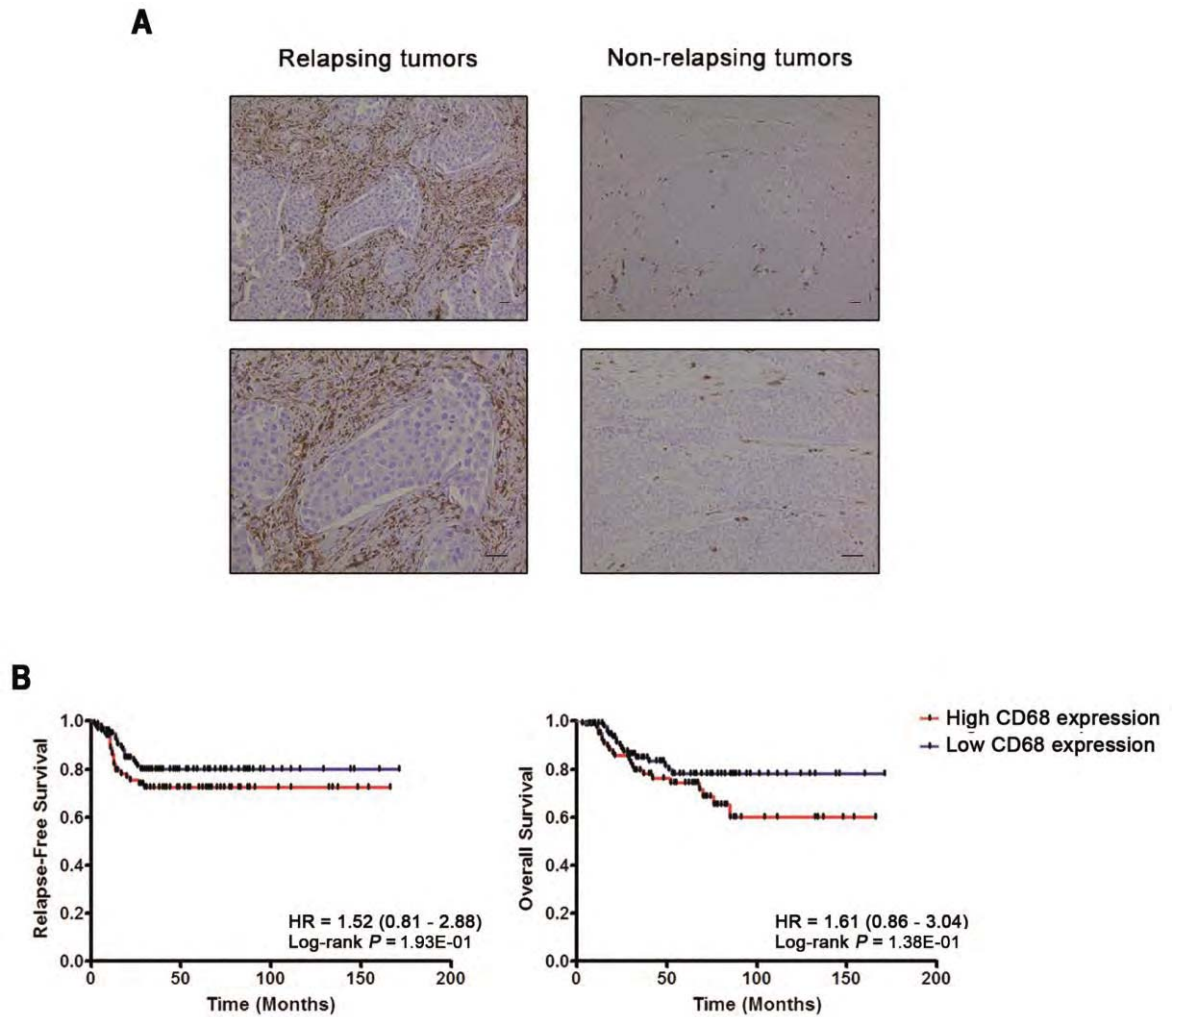 A
Relapsing tumors
Non-relapsing tumors
B
1.0
0.8
0.6
0.4
0.2
0.0
Relapse-Free Survival
HR = 1.52 (0.81 - 2.88)
Log-rank P = 1.93E-01
0
50
100
150
200
Time (Months)
1.0
0.8
0.6
0.4
0.2
0.0
Overall Survival
HR = 1.61 (0.86 - 3.04)
Log-rank P = 1.38E-01
0
50
100
150
200
Time (Months)
High CD68 expression
Low CD68 expression